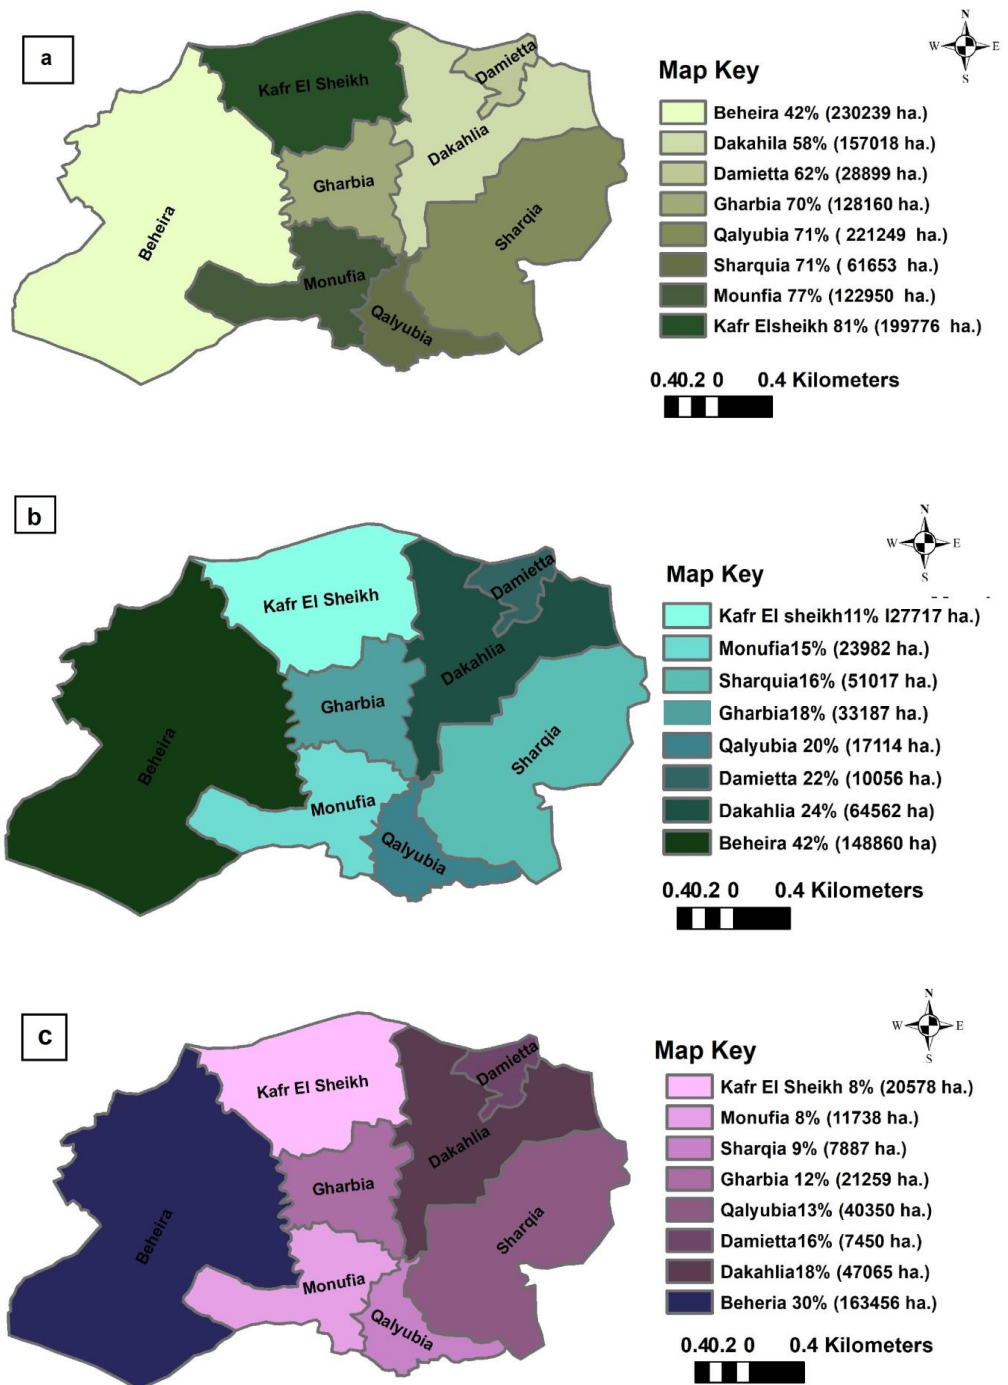 a
N
W E
S
Kafr El Sheikh
Damietta
Dakahlia
Gharbia
Beheira
Sharqia
Monufia
Qalyubia
Map Key
Beheira 42% (230239 ha.)
Dakahila 58% (157018 ha.)
Damietta 62% (28899 ha.)
Gharbia 70% (128160 ha.)
Qalyubia 71% ( 221249 ha.)
Sharquia 71% ( 61653 ha.)
Mounfia 77% (122950 ha.)
Kafr Elsheikh 81% (199776 ha.)
0.40.2 0 0.4 Kilometers
b
N
W E
S
Kafr El Sheikh
Damietta
Dakahlia
Gharbia
Beheira
Sharqia
Monufia
Qalyubia
Map Key
Kafr El sheikh11% I27717 ha.)
Monufia15% (23982 ha.)
Sharquia16% (51017 ha.)
Gharbia18% (33187 ha.)
Qalyubia 20% (17114 ha.)
Damietta 22% (10056 ha.)
Dakahlia 24% (64562 ha)
Beheira 42% (148860 ha)
0.40.2 0 0.4 Kilometers
c
N
W E
S
Kafr El Sheikh
Damietta
Dakahlia
Gharbia
Beheira
Sharqia
Monufia
Qalyubia
Map Key
Kafr El Sheikh 8% (20578 ha.)
Monufia 8% (11738 ha.)
Sharqia 9% (7887 ha.)
Gharbia 12% (21259 ha.)
Qalyubia13% (40350 ha.)
Damietta16% (7450 ha.)
Dakahlia18% (47065 ha.)
Beheria 30% (163456 ha.)
0.40.2 0 0.4 Kilometers